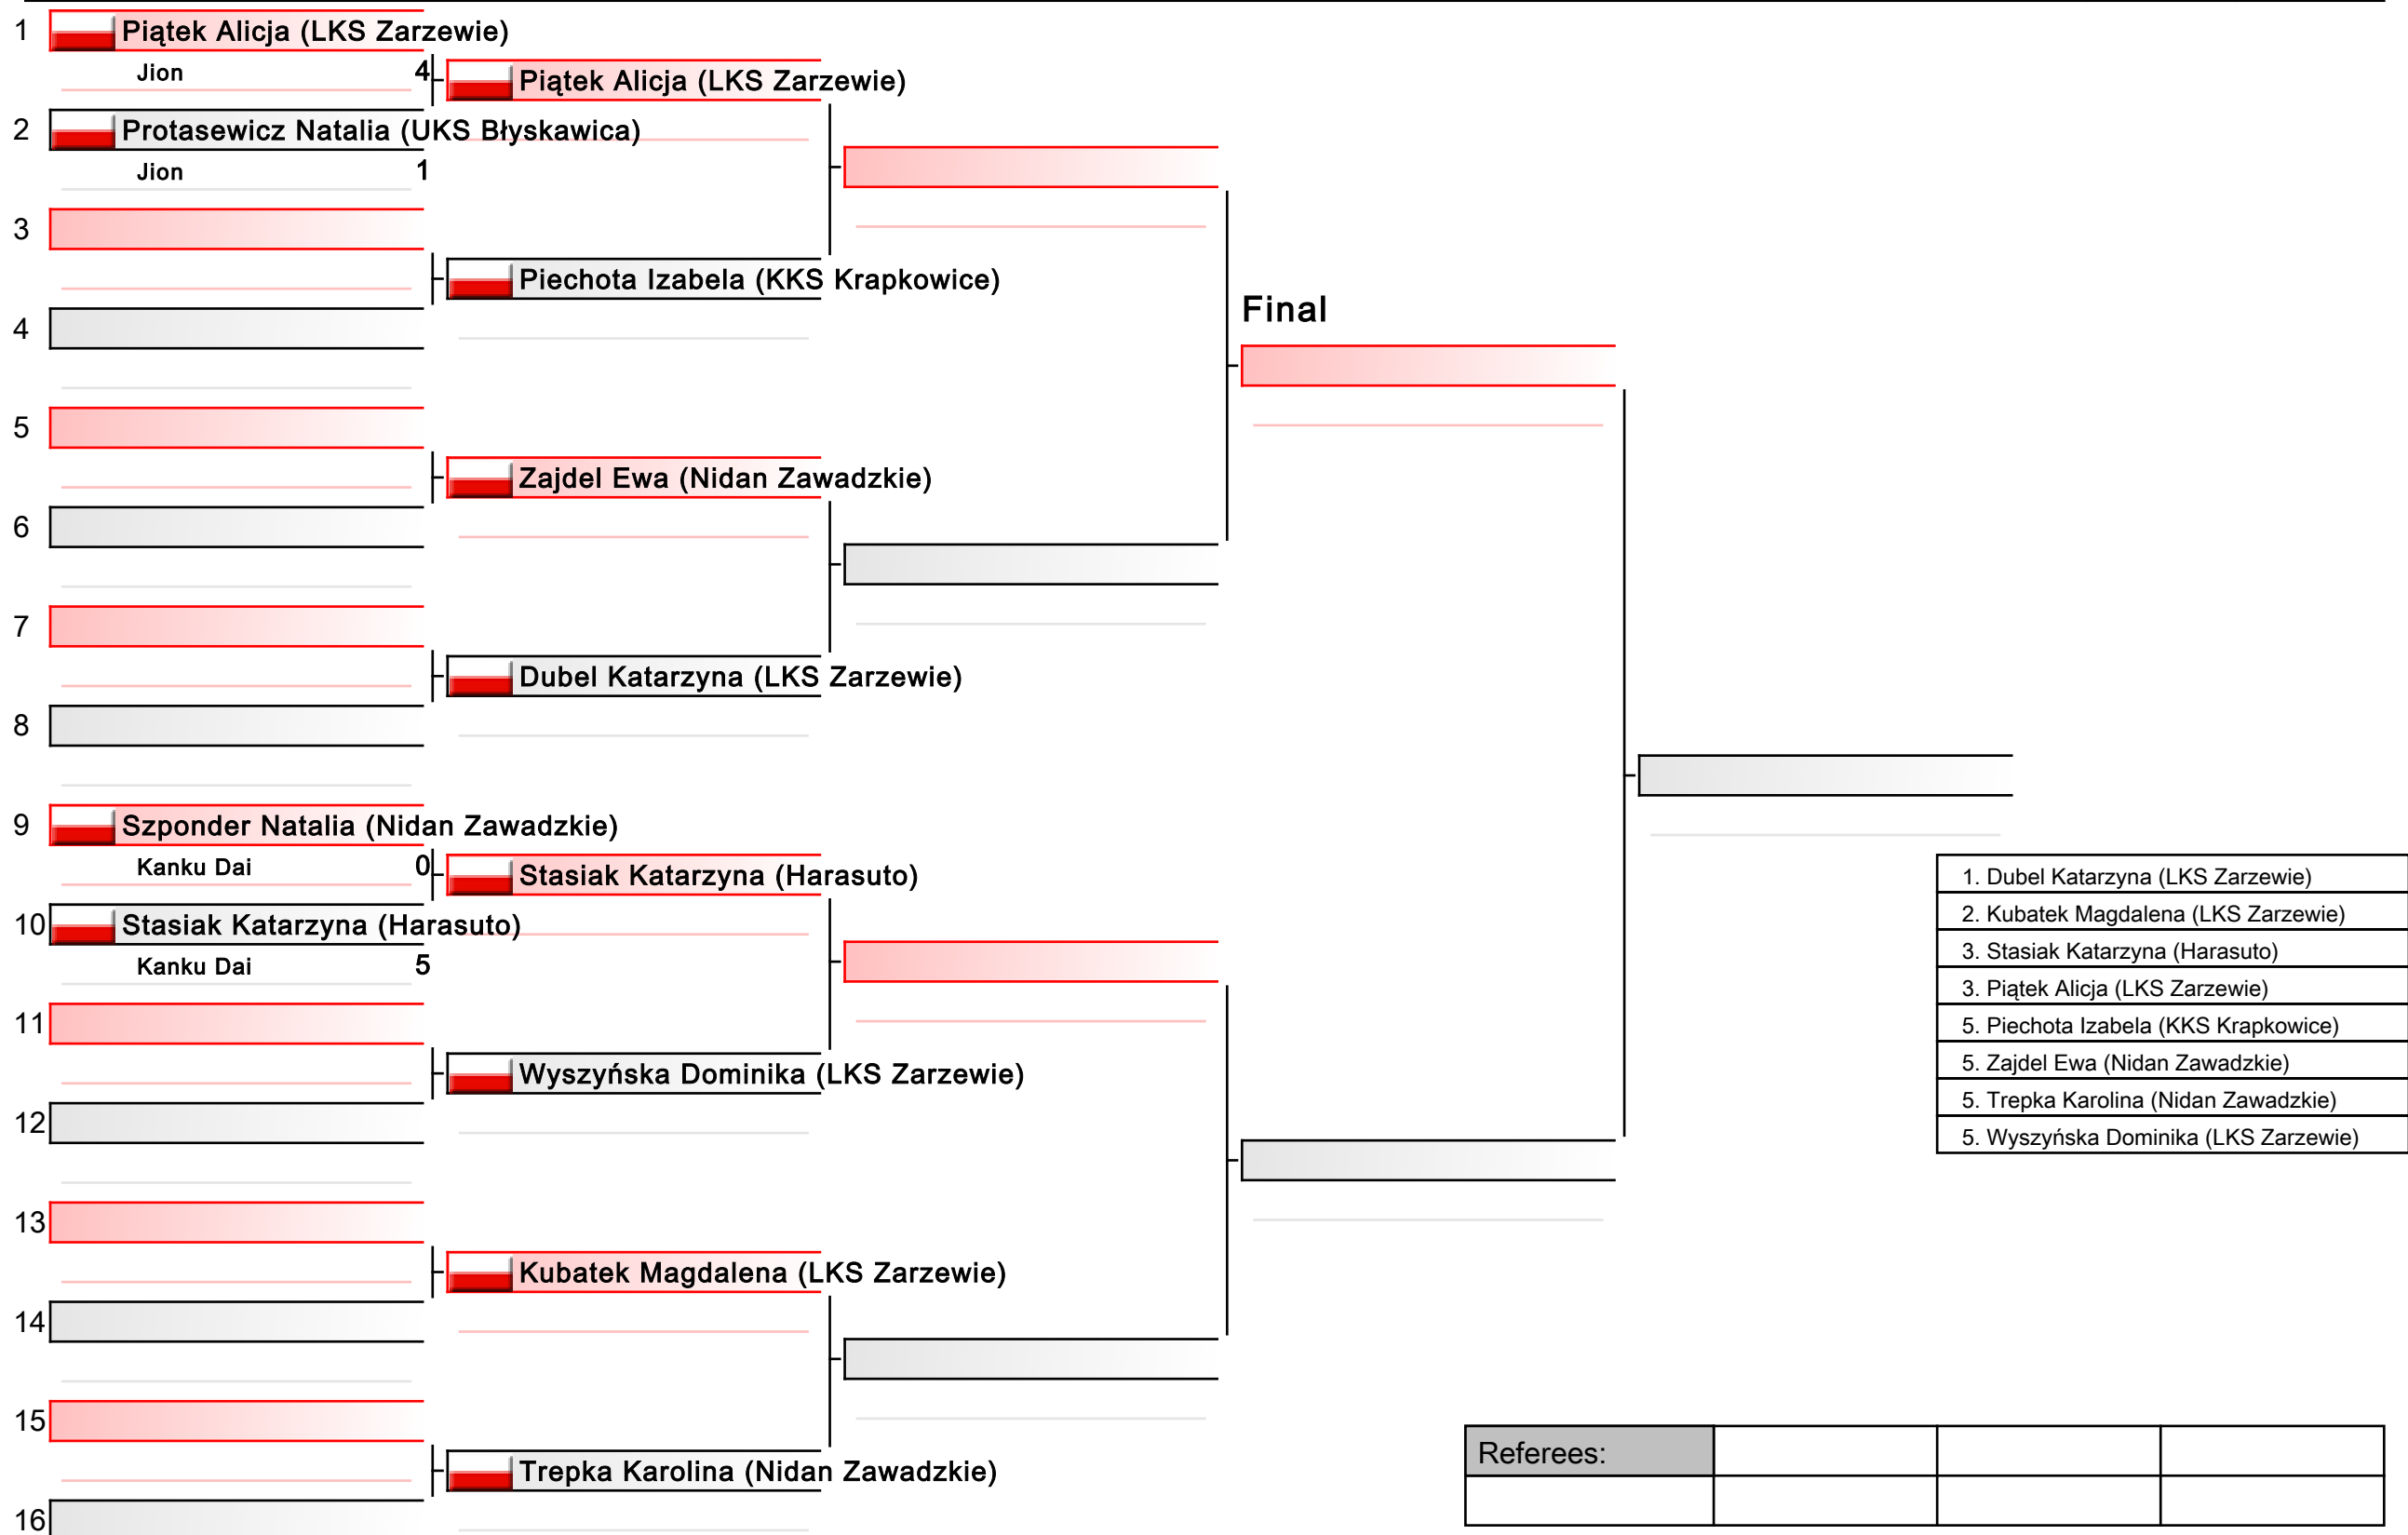 1 Piątek Alicja (LKS Zarzewie)
Jion 4
Piątek Alicja (LKS Zarzewie)
2 Protasewicz Natalia (UKS Błyskawica)
Jion 1
3
Piechota Izabela (KKS Krapkowice)
Final
4
5
Zajdel Ewa (Nidan Zawadzkie)
6
7
Dubel Katarzyna (LKS Zarzewie)
8
9 Szponder Natalia (Nidan Zawadzkie)
Kanku Dai 0
Stasiak Katarzyna (Harasuto)
10 Stasiak Katarzyna (Harasuto)
Kanku Dai 5
11
Wyszyńska Dominika (LKS Zarzewie)
12
13
Kubatek Magdalena (LKS Zarzewie)
14
15
Trepka Karolina (Nidan Zawadzkie)
16
1. Dubel Katarzyna (LKS Zarzewie)
2. Kubatek Magdalena (LKS Zarzewie)
3. Stasiak Katarzyna (Harasuto)
3. Piątek Alicja (LKS Zarzewie)
5. Piechota Izabela (KKS Krapkowice)
5. Zajdel Ewa (Nidan Zawadzkie)
5. Trepka Karolina (Nidan Zawadzkie)
5. Wyszyńska Dominika (LKS Zarzewie)
Referees: